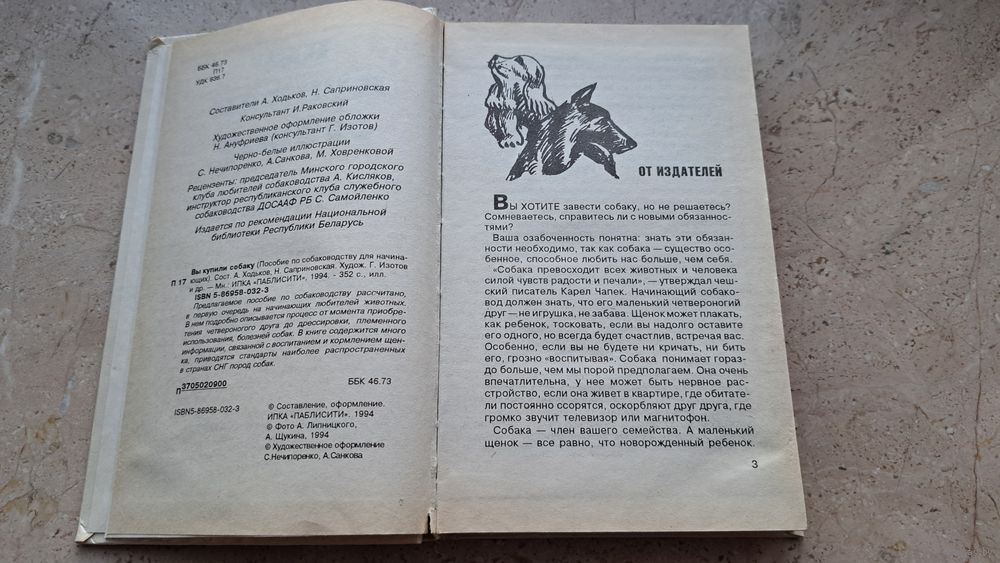 ББК 46.73
П17
УДК 636.7
Составители А. Ходьков, Н. Саприновская
Консультант И.Раковский
Художественное оформление обложки
Н. Ануфриева (консультант Г. Изотов)
Черно-белые иллюстрации
С. Нечипоренко, А.Санкова, М. Ховренковой
Рецензенты: председатель Минского городского
клуба любителей собаководства А. Кисляков,
инструктор республиканского клуба служебного
собаководства ДОСААФ РБ С. Самойленко
Издается по рекомендации Национальной
библиотеки Республики Беларусь
Вы купили собаку (Пособие по собаководству для начина-
П 17 ющих). Сост. А. Ходьков, Н. Саприновская. Худож. Г. Изотов
и др. — Мн.: ИПКА «ПАБЛИСИТИ», 1994. - 352 с., илл.
ISBN 5-86958-032-3
Предлагаемое пособие по собаководству рассчитано,
в первую очередь на начинающих любителей животных.
В нем подробно описывается процесс от момента приобре-
тения четвероногого друга до дрессировки, племенного
использования, болезней собак. В книге содержится много
информации, связанной с воспитанием и кормлением щен-
ка, приводятся стандарты наиболее распространенных
в странах СНГ пород собак.
П3705020900
ББК 46.73
ISBN5-86958-032-3
© Составление, оформление.
ИПКА «ПАБЛИСИТИ». 1994
© Фото А. Липницкого,
А. Щукина, 1994
© Художественное оформление
С.Нечипоренко, А.Санкова
ОТ ИЗДАТЕЛЕЙ
ВЫ ХОТИТЕ завести собаку, но не решаетесь?
Сомневаетесь, справитесь ли с новыми обязаннос-
тями?
Ваша озабоченность понятна: знать эти обязан-
ности необходимо, так как собака — существо осо-
бенное, способное любить нас больше, чем себя.
«Собака превосходит всех животных и человека
силой чувств радости и печали», — утверждал чеш-
ский писатель Карел Чапек. Начинающий собако-
вод должен знать, что его маленький четвероногий
друг — не игрушка, не забава. Щенок может плакать,
как ребенок, тосковать, если вы надолго оставите
его одного, но всегда будет счастлив, встречая вас.
Особенно, если вы не будете ни кричать, ни бить
его, грозно «воспитывая». Собака понимает гораз-
до больше, чем мы порой предполагаем. Она очень
впечатлительна, у нее может быть нервное рас-
стройство, если она живет в квартире, где обитате-
ли постоянно ссорятся, оскорбляют друг друга, где
громко звучит телевизор или магнитофон.
Собака — член вашего семейства. А маленький
щенок — все равно, что новорожденный ребенок.
3